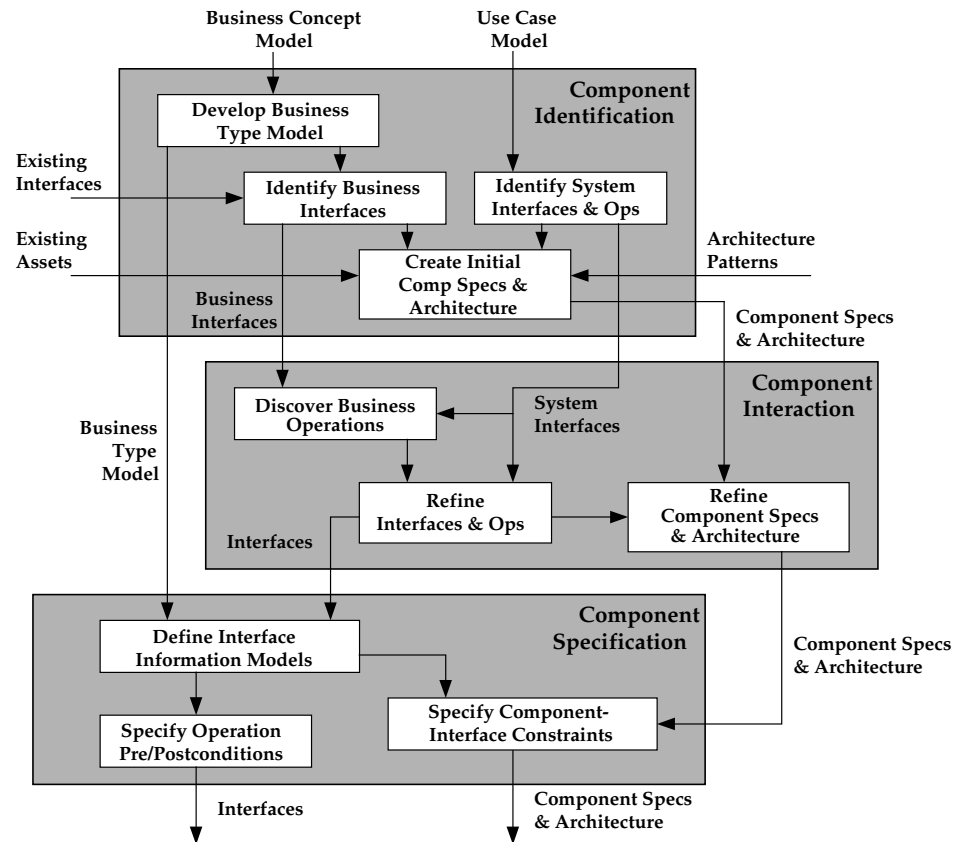 Business Concept
Model
Use Case
Model
Component
Identification
Develop Business
Type Model
Existing
Interfaces
Identify Business
Interfaces
Identify System
Interfaces & Ops
Existing
Assets
Create Initial
Comp Specs &
Architecture
Architecture
Patterns
Business
Interfaces
Component Specs
& Architecture
Component
Interaction
Discover Business
Operations
System
Interfaces
Business
Type
Model
Refine
Interfaces & Ops
Refine
Component Specs
& Architecture
Interfaces
Component
Specification
Define Interface
Information Models
Component Specs
& Architecture
Specify Operation
Pre/Postconditions
Specify Component-
Interface Constraints
Interfaces
Component Specs
& Architecture